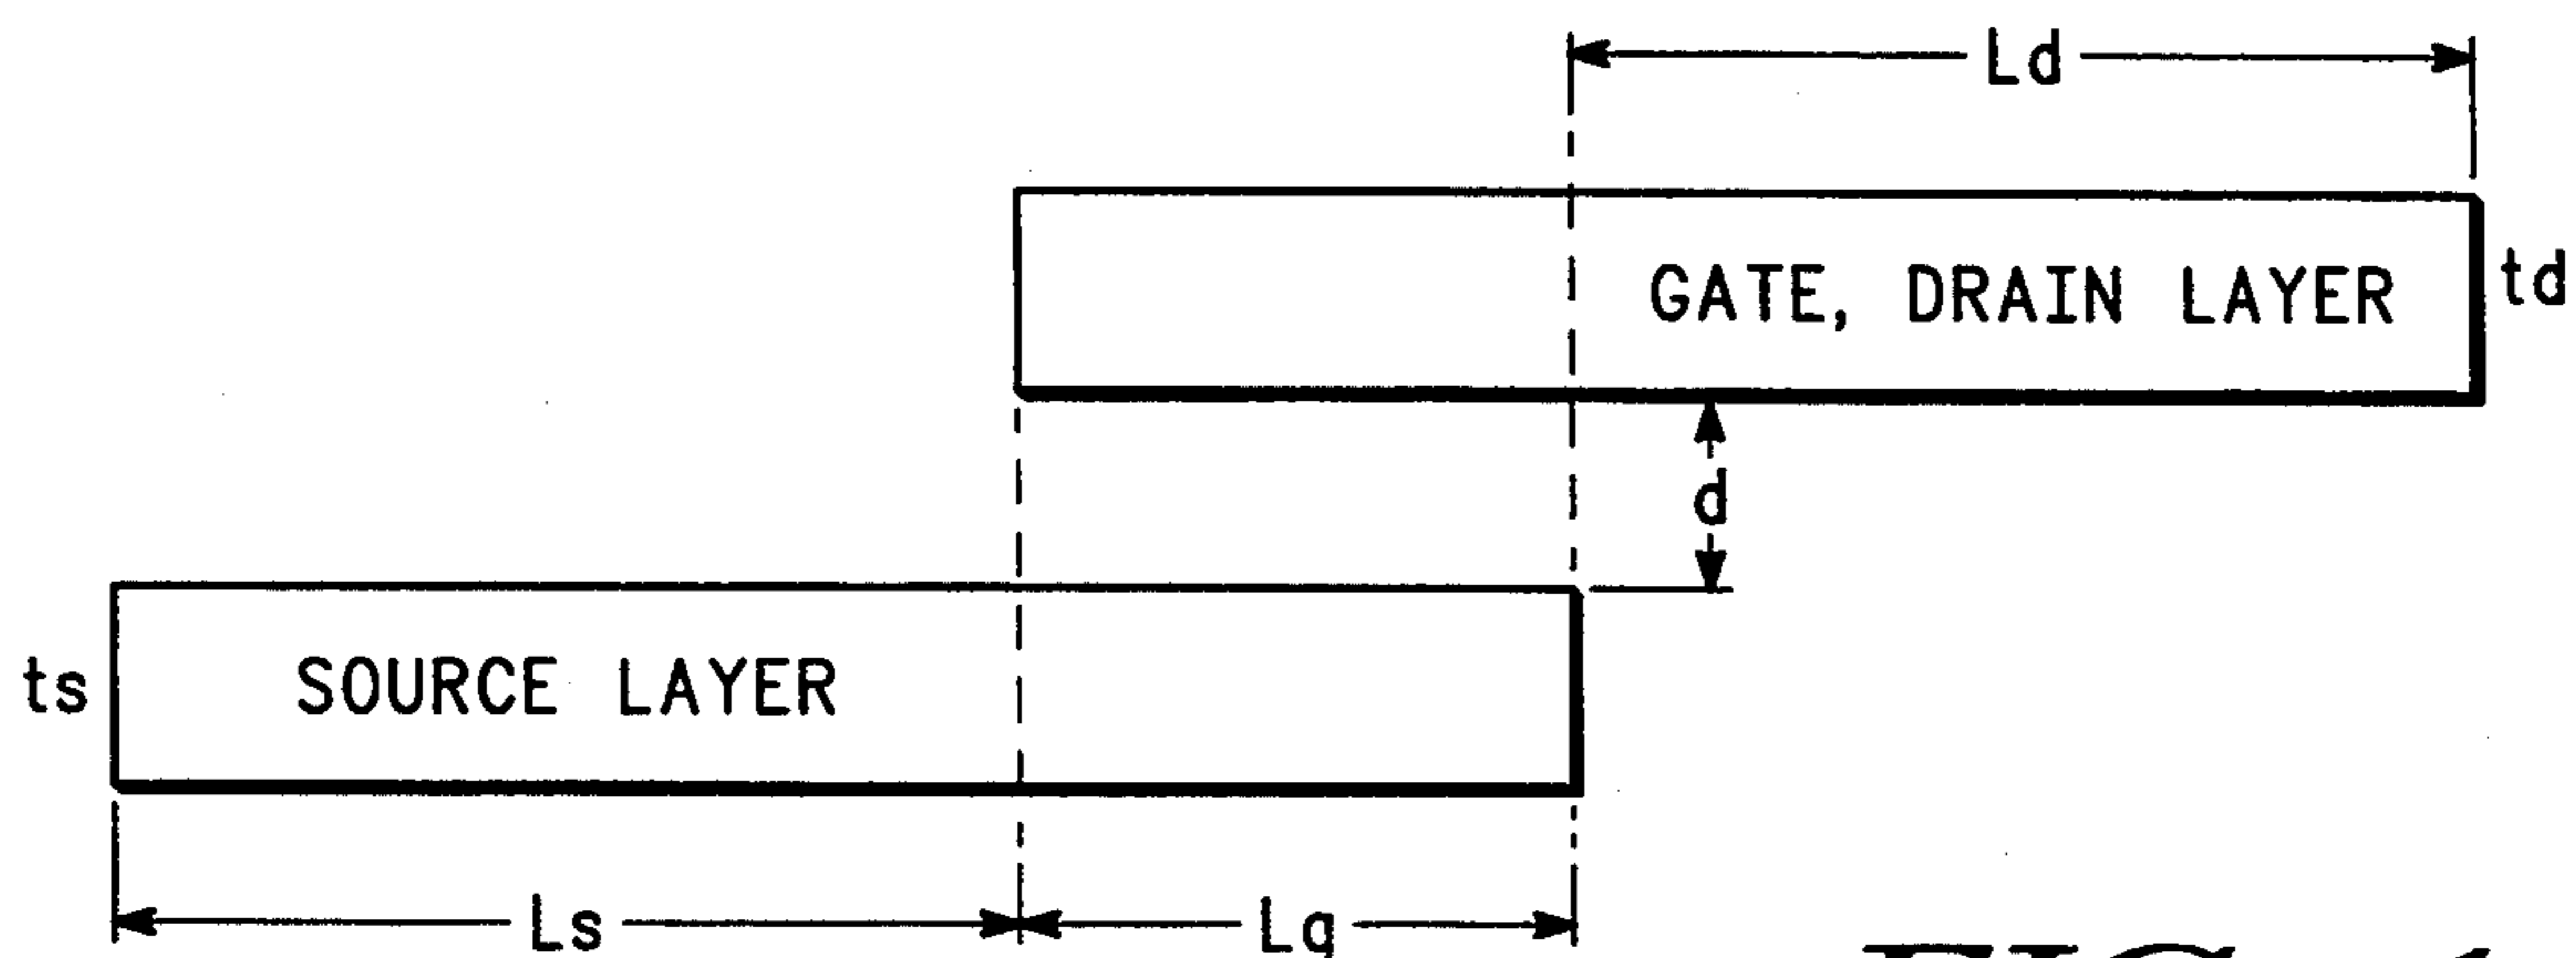 Ld
GATE, DRAIN LAYER
td
d
ts
SOURCE LAYER
Ls
Lg